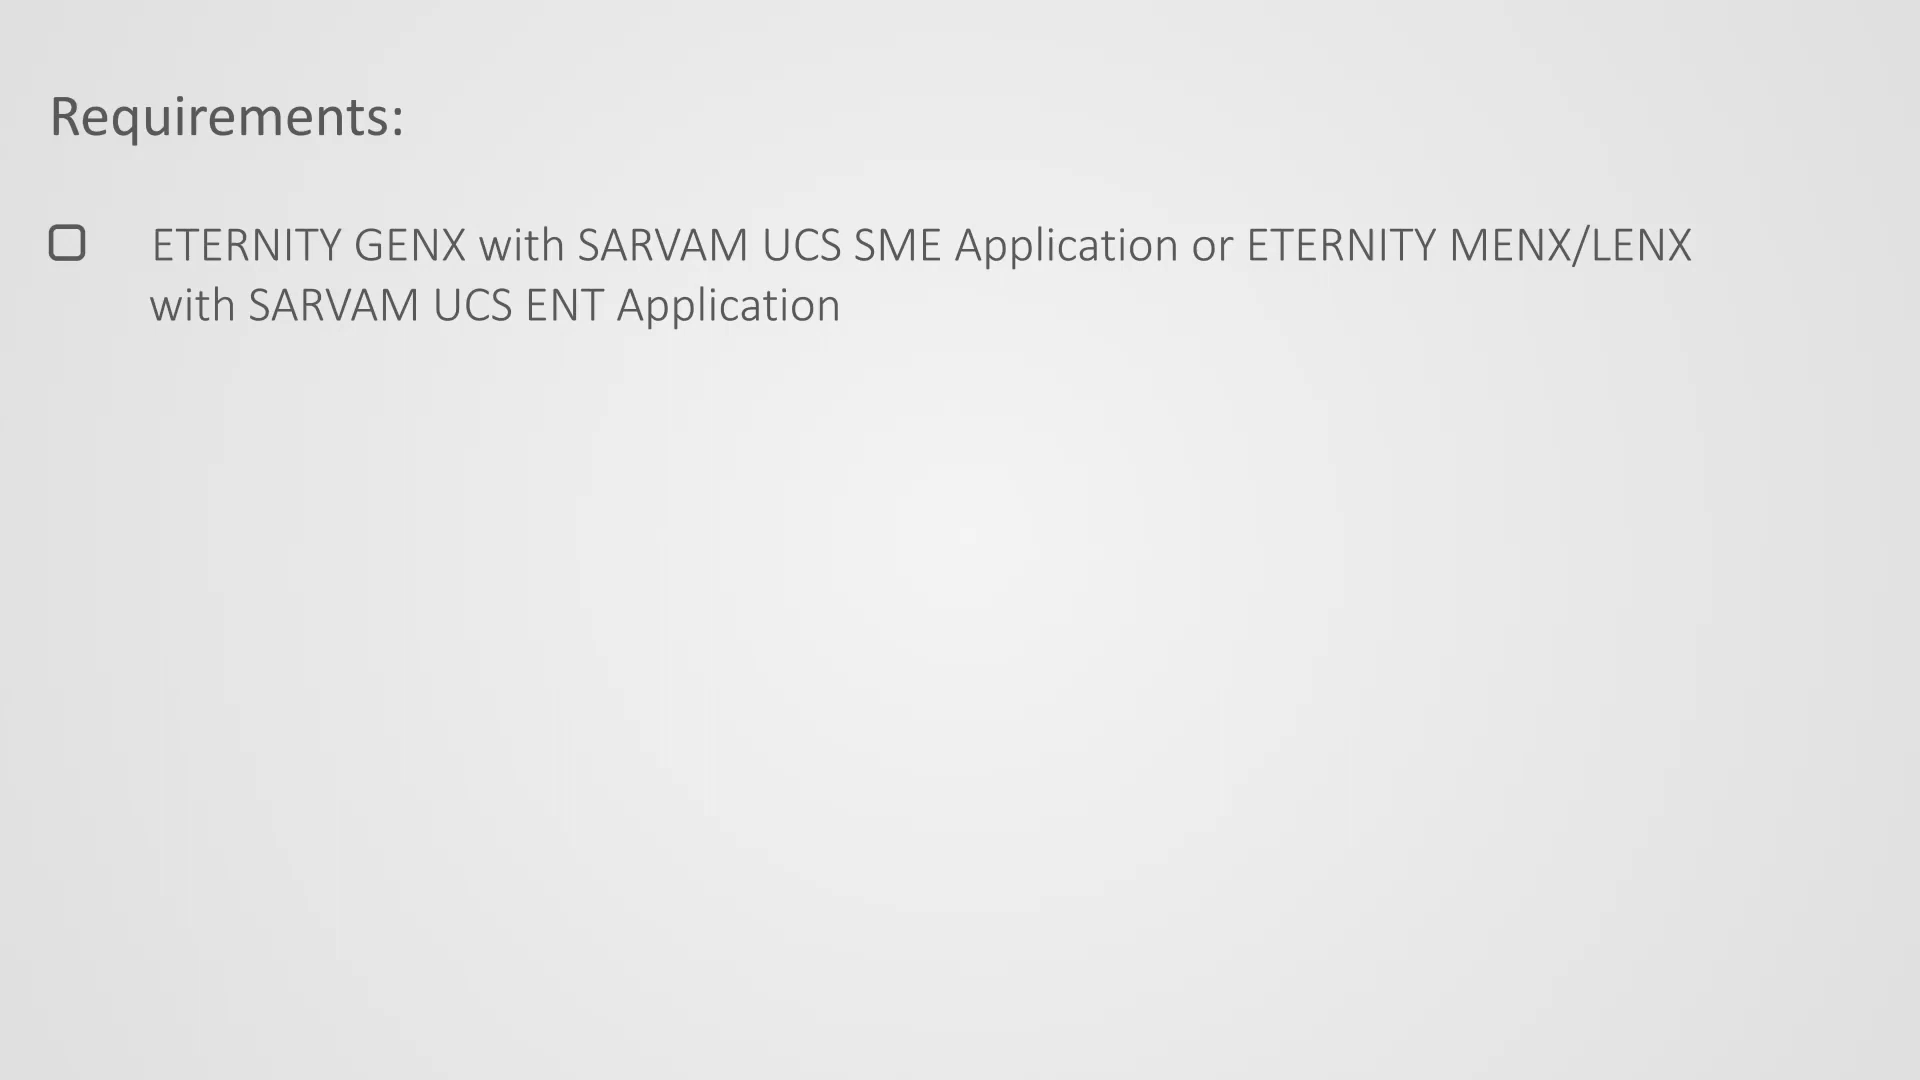 Requirements:
ETERNITY GENX with SARVAM UCS SME Application or ETERNITY MENX/LENX
with SARVAM UCS ENT Application